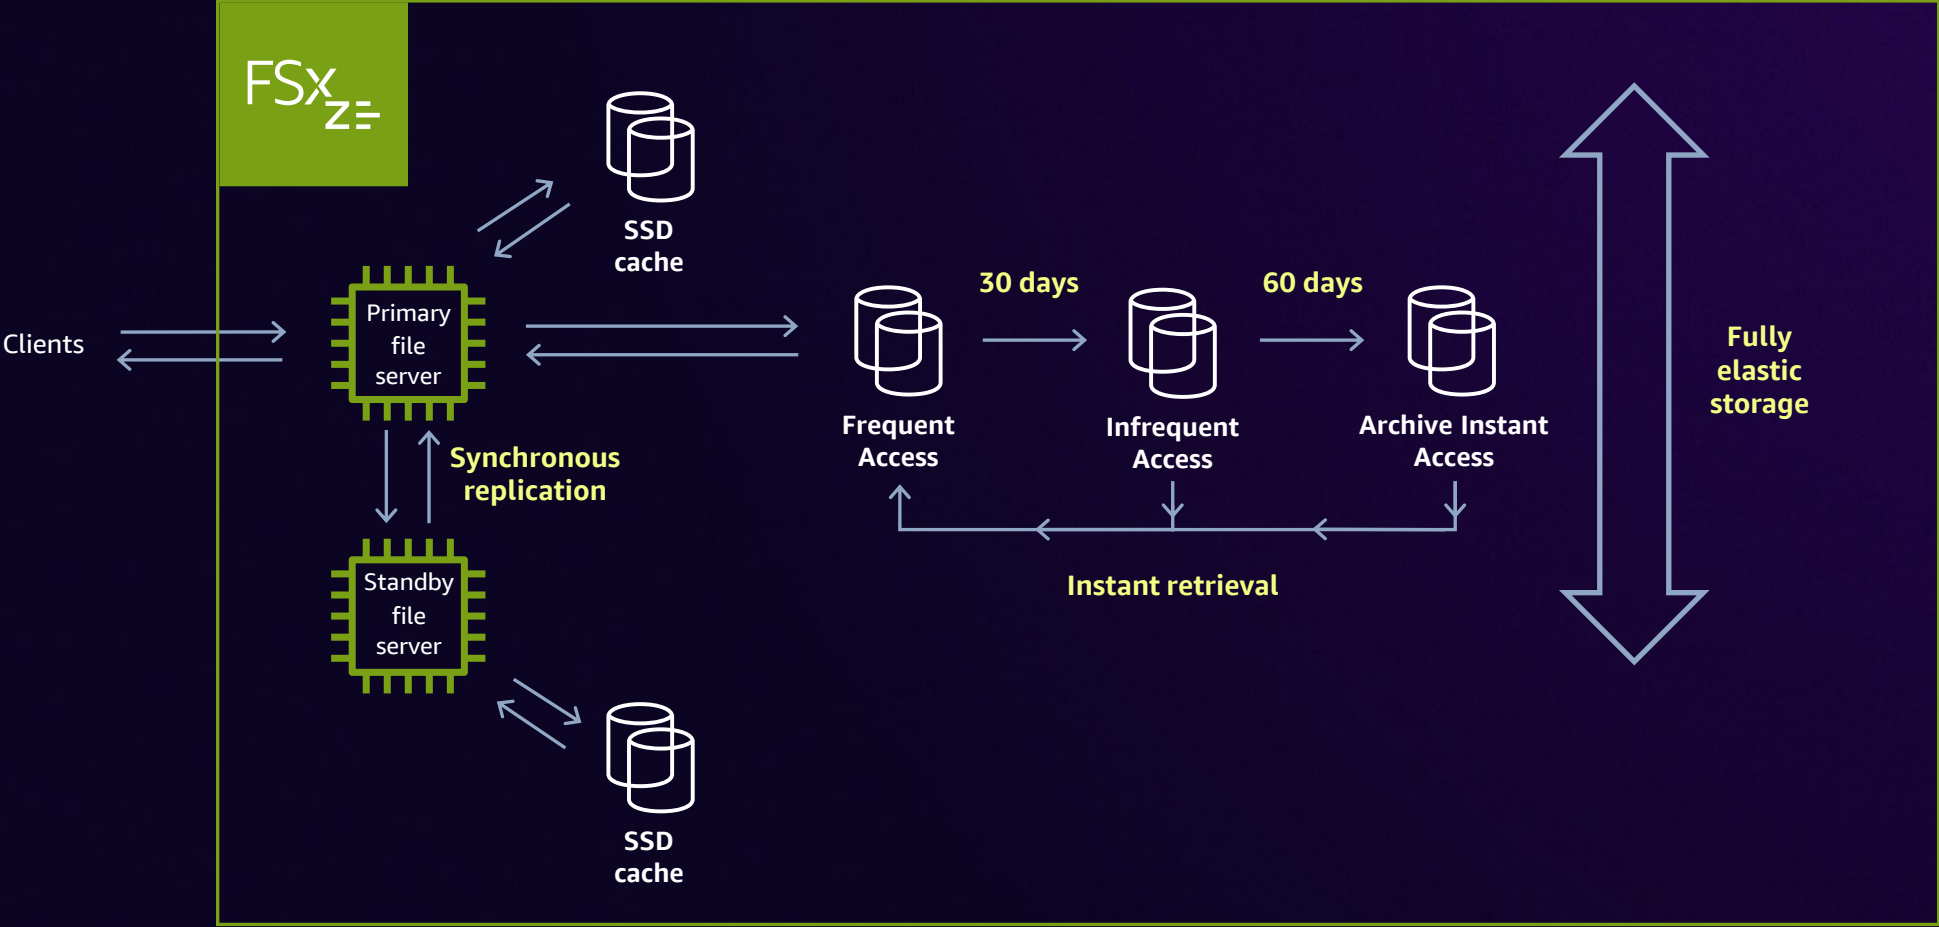 FSx
Z
SSD
cache
Clients
Primary
file
server
Synchronous
replication
Standby
file
server
SSD
cache
30 days
60 days
Frequent
Access
Infrequent
Access
Archive Instant
Access
Instant retrieval
Fully
elastic
storage